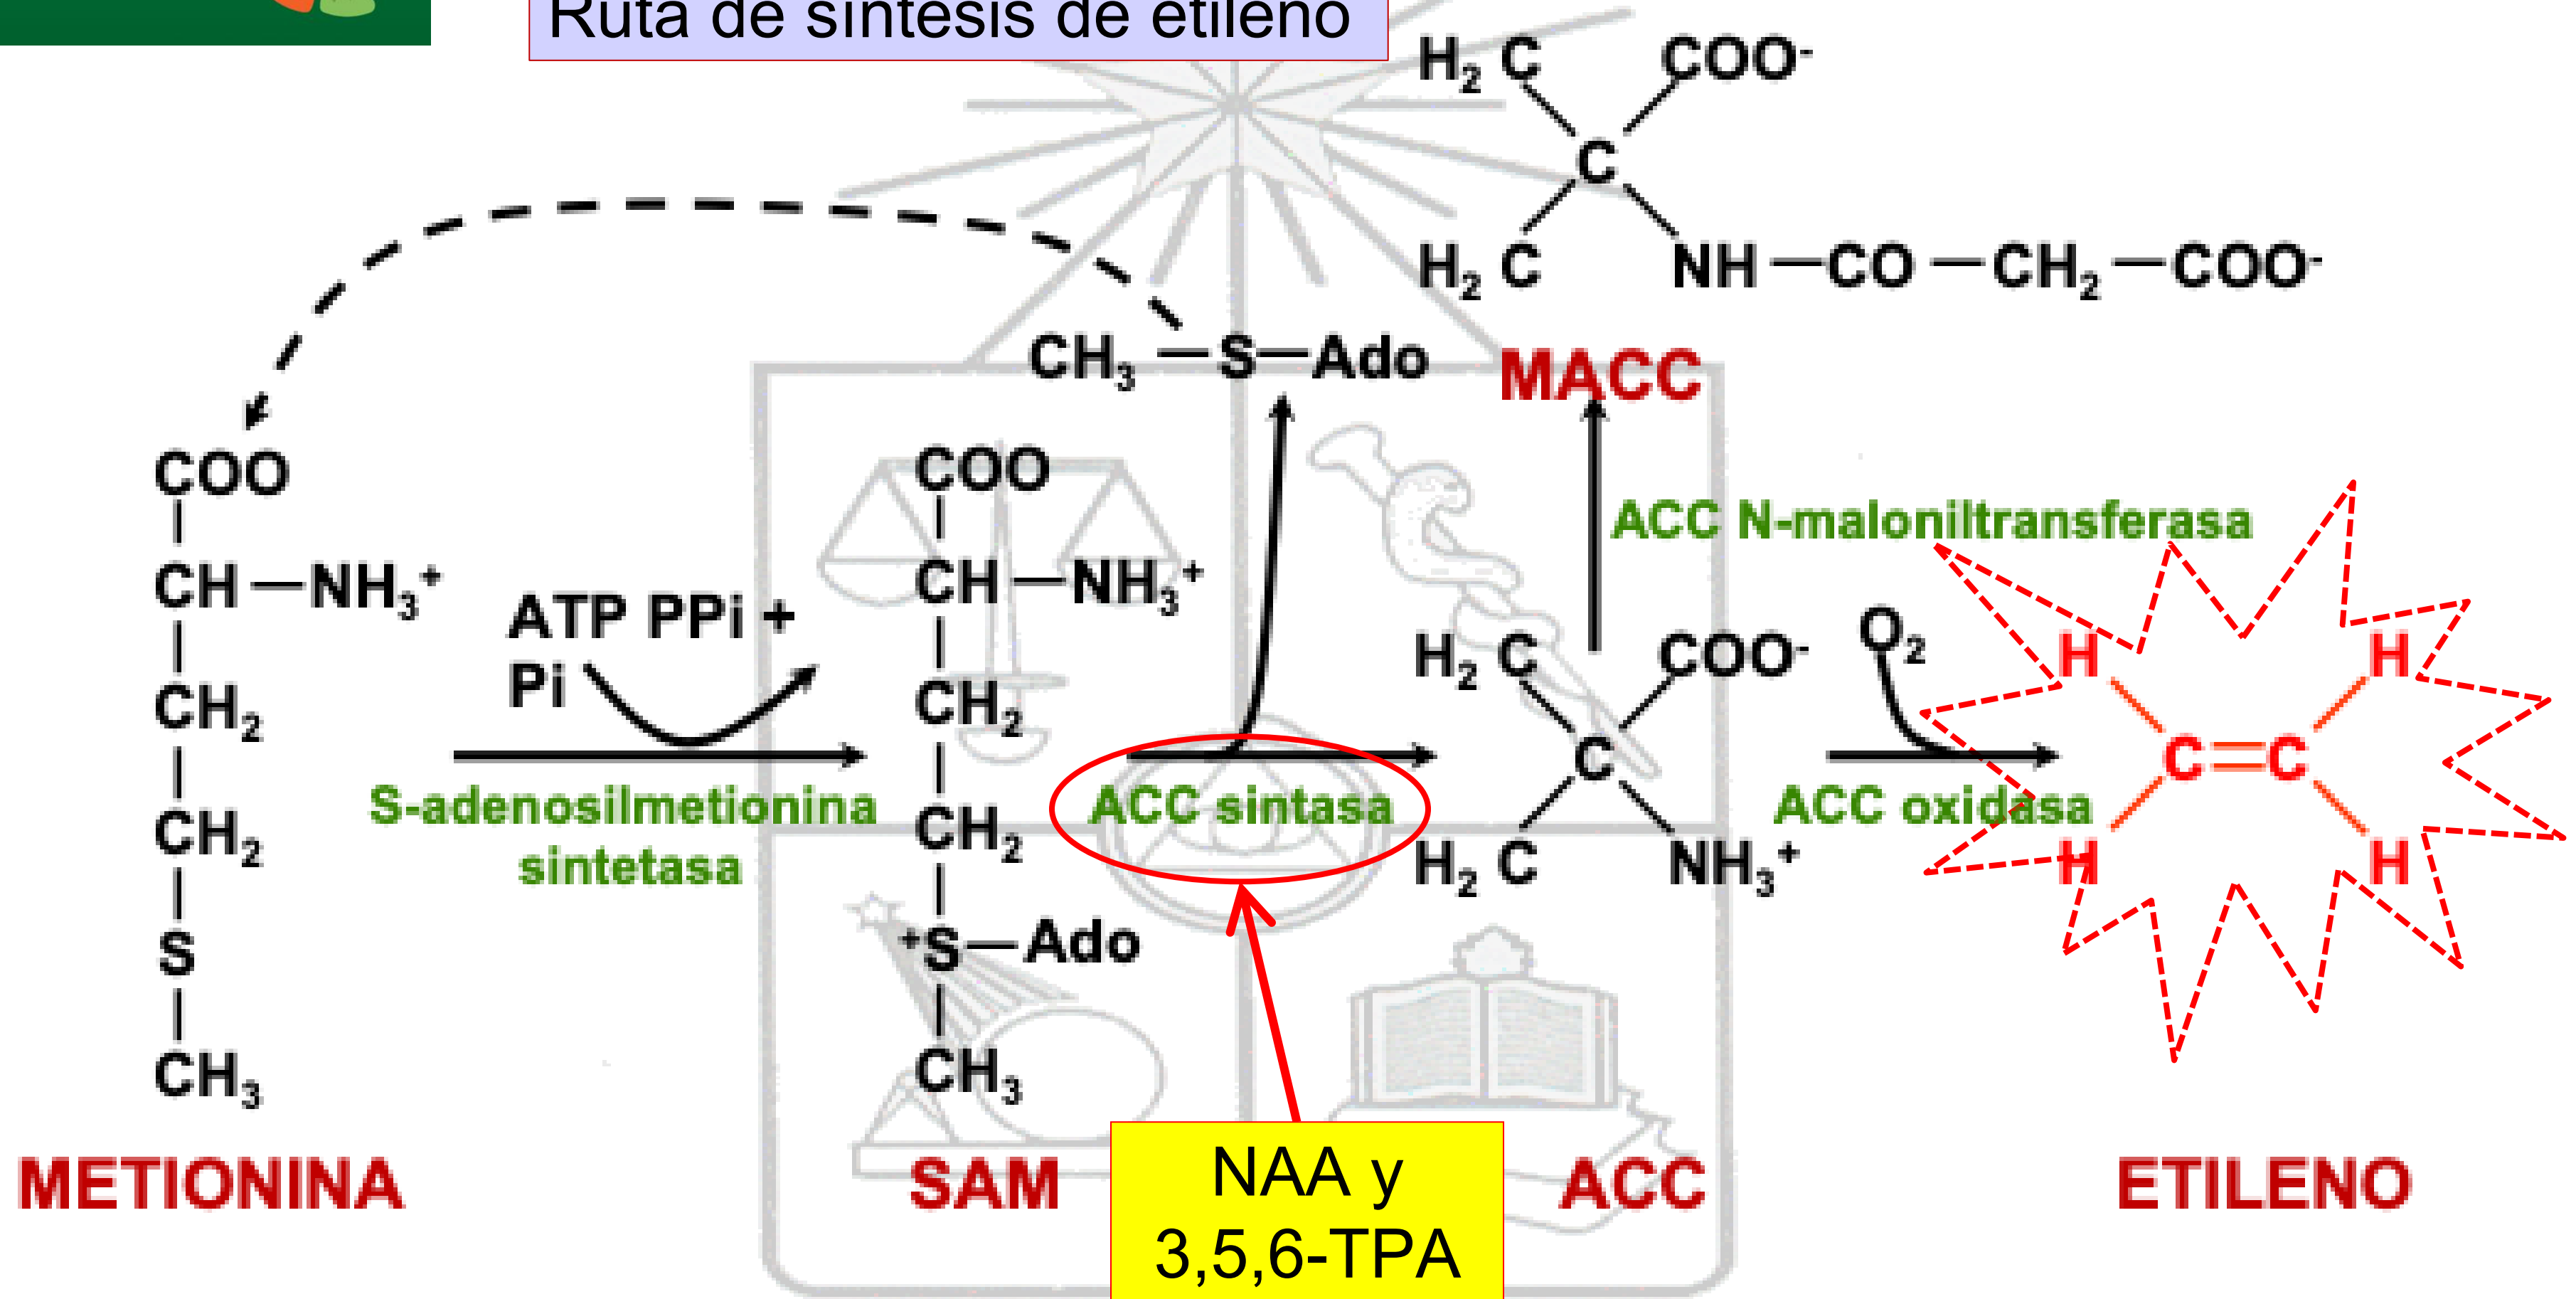 Ruta de síntesis de etileno
H₂ C COO⁻
C
H₂ C NH — CO — CH₂ — COO⁻
CH₃ — S — Ado
MACC
COO
CH — NH₃⁺
CH₂
CH₂
S
CH₃
METIONINA
ATP PPi +
Pi
S-adenosilmetionina
sintetasa
COO
CH — NH₃⁺
CH₂
CH₂
⁺S — Ado
CH₃
SAM
ACC sintasa
NAA y
3,5,6-TPA
ACC N-maloniltransferasa
H₂ C COO⁻
C
H₂ C NH₃⁺
ACC
O₂
ACC oxidasa
H H
C = C
H H
ETILENO